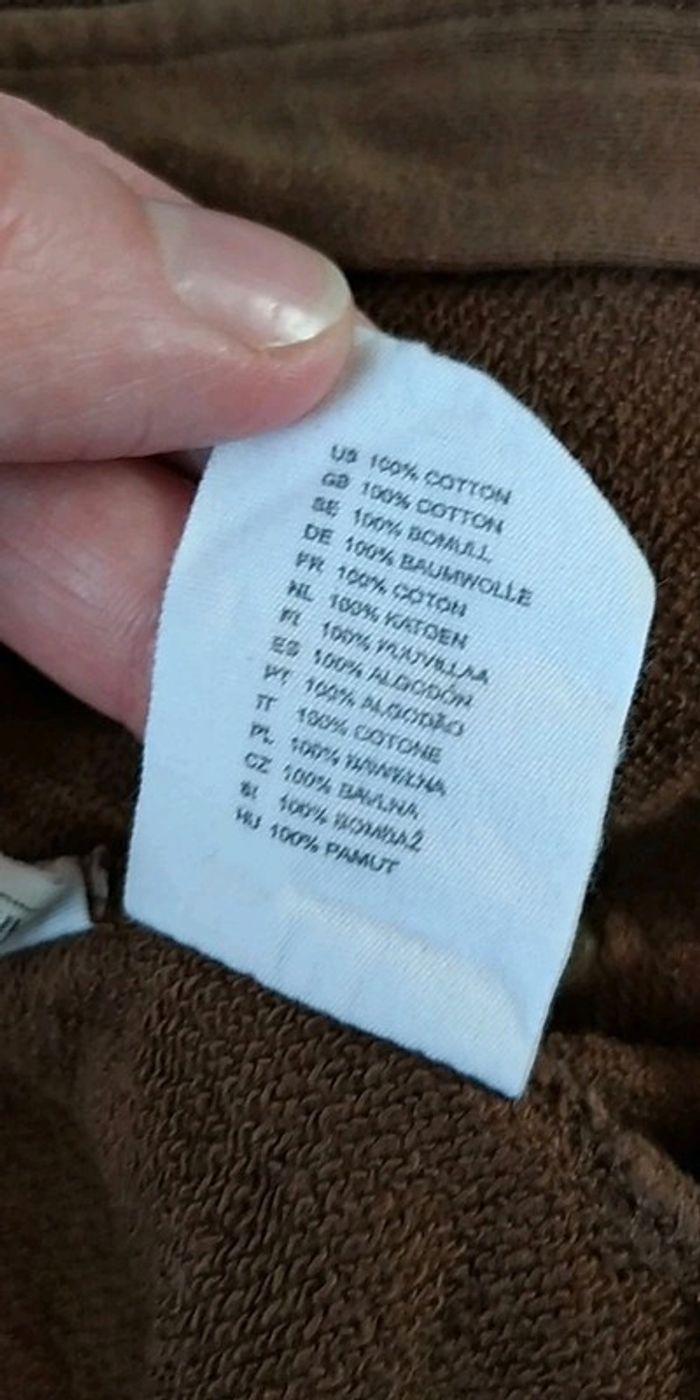 US 100% COTTON
GB 100% COTTON
SE 100% BOMULL
DE 100% BAUMWOLLE
FR 100% COTON
NL 100% KATOEN
FI 100% PUUVILLAA
ES 100% ALGODÓN
PT 100% ALGODÃO
IT 100% COTONE
PL 100% BAWEŁNA
CZ 100% BAVLNA
SI 100% BOMBAŽ
HU 100% PAMUT